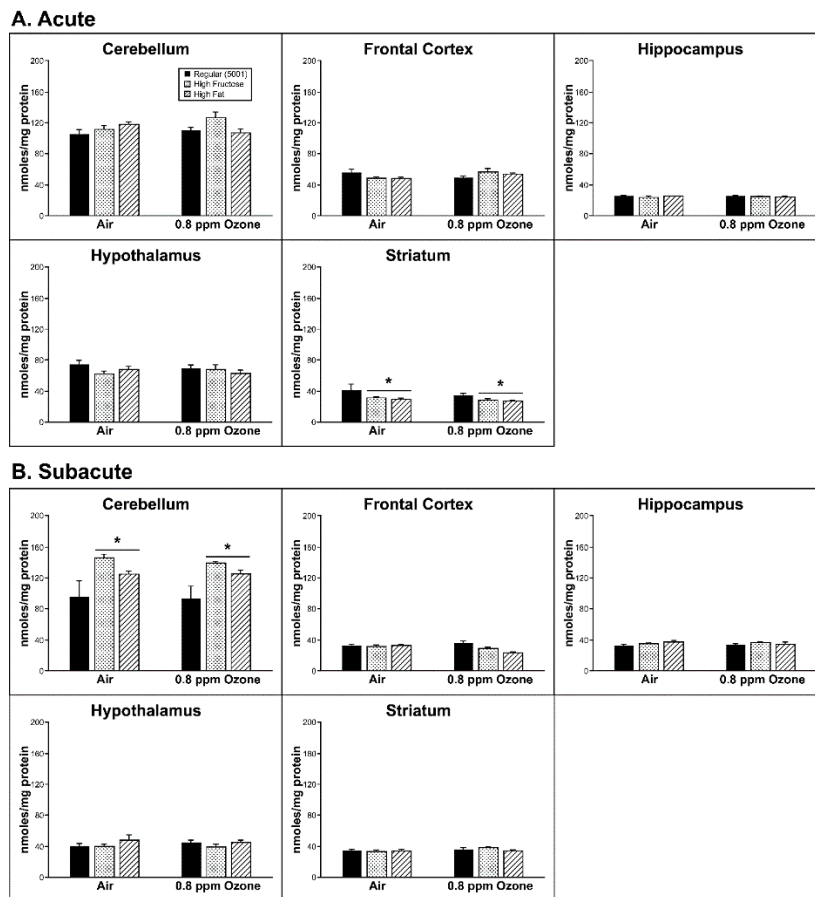 A. Acute
Cerebellum
nmoles/mg protein
200
160
120
80
40
0
Regular (5001)
High Fructose
High Fat
Air
0.8 ppm Ozone
Frontal Cortex
nmoles/mg protein
200
160
120
80
40
0
Air
0.8 ppm Ozone
Hippocampus
nmoles/mg protein
200
160
120
80
40
0
Air
0.8 ppm Ozone
Hypothalamus
nmoles/mg protein
200
160
120
80
40
0
Air
0.8 ppm Ozone
Striatum
nmoles/mg protein
200
160
120
80
40
0
*
*
Air
0.8 ppm Ozone
B. Subacute
Cerebellum
nmoles/mg protein
200
160
120
80
40
0
*
*
Air
0.8 ppm Ozone
Frontal Cortex
nmoles/mg protein
200
160
120
80
40
0
Air
0.8 ppm Ozone
Hippocampus
nmoles/mg protein
200
160
120
80
40
0
Air
0.8 ppm Ozone
Hypothalamus
nmoles/mg protein
200
160
120
80
40
0
Air
0.8 ppm Ozone
Striatum
nmoles/mg protein
200
160
120
80
40
0
Air
0.8 ppm Ozone